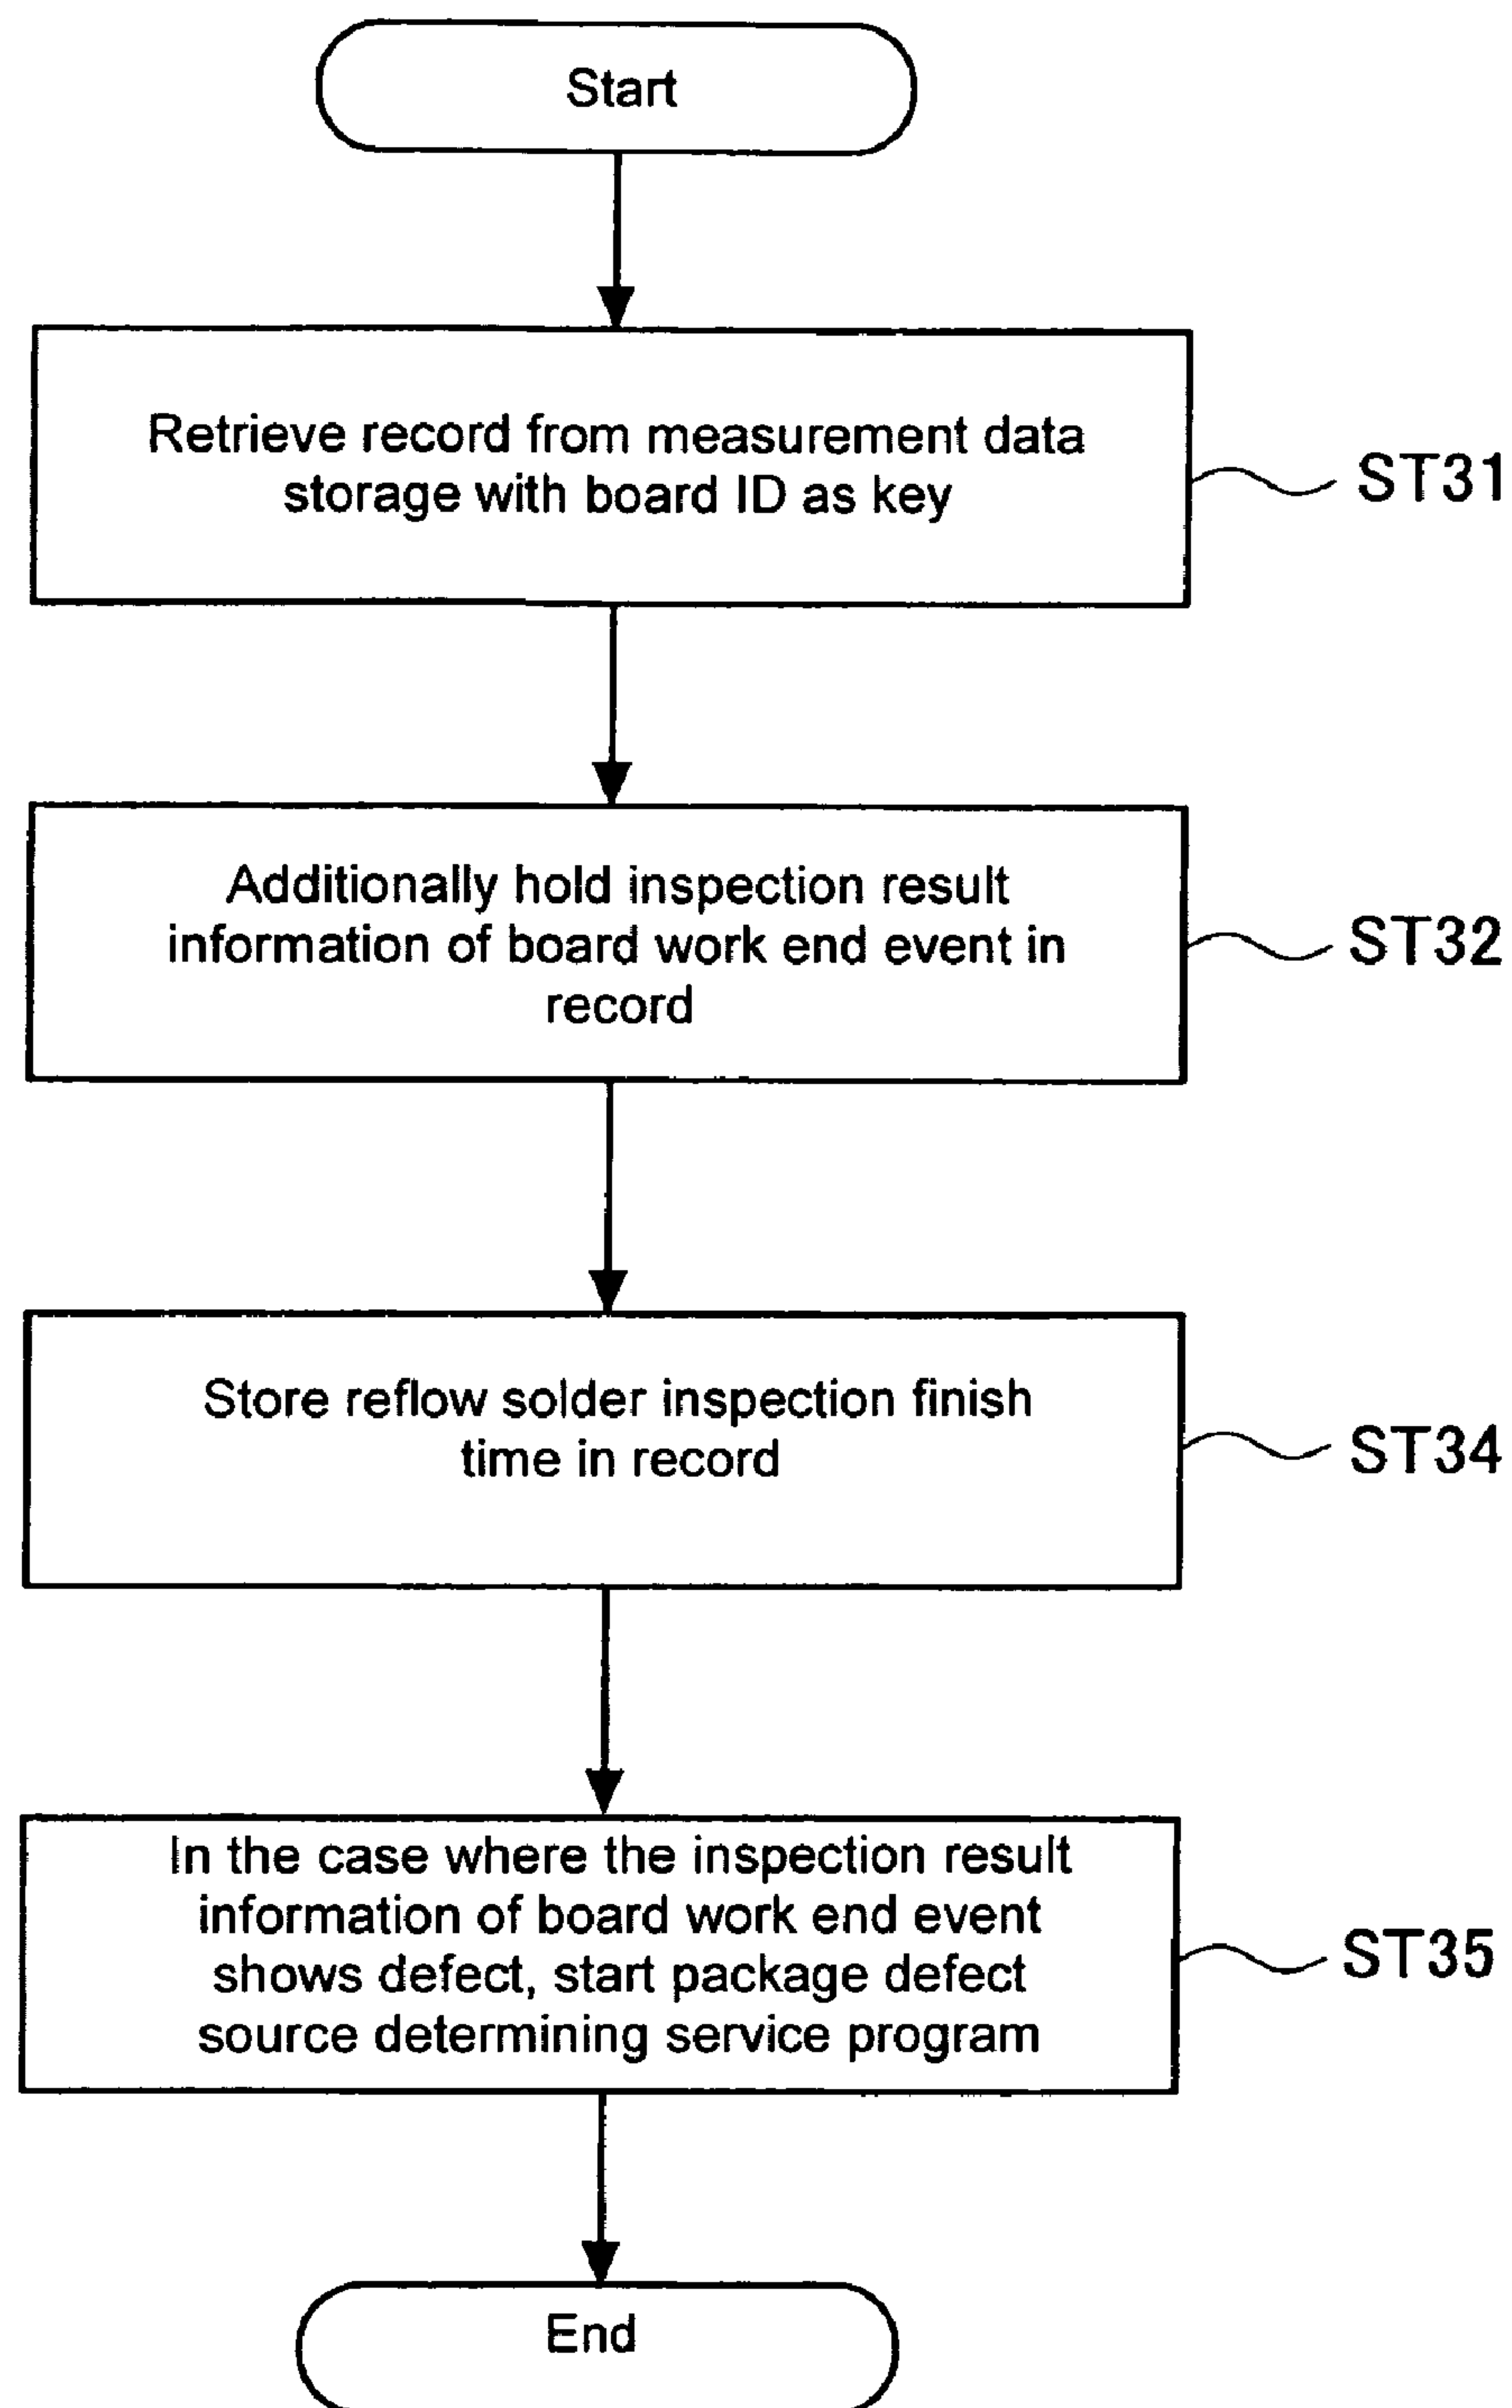 Start
Retrieve record from measurement data
storage with board ID as key
ST31
Additionally hold inspection result
information of board work end event in
record
ST32
Store reflow solder inspection finish
time in record
ST34
In the case where the inspection result
information of board work end event
shows defect, start package defect
source determining service program
ST35
End